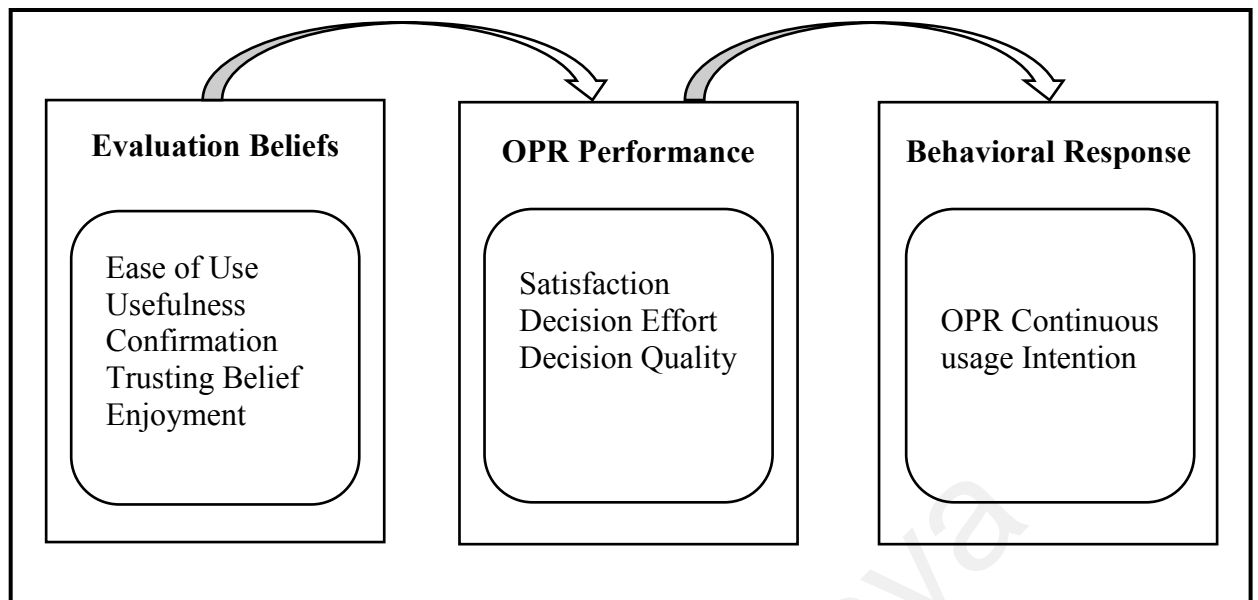 Evaluation Beliefs
Ease of Use
Usefulness
Confirmation
Trusting Belief
Enjoyment
OPR Performance
Satisfaction
Decision Effort
Decision Quality
Behavioral Response
OPR Continuous
usage Intention